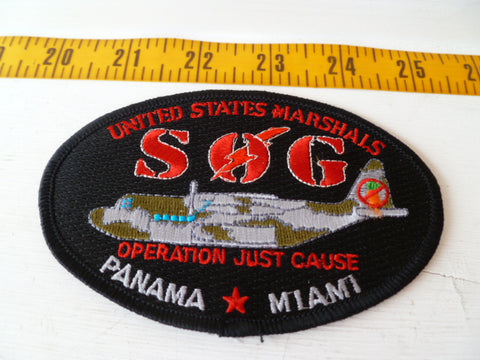 20 21 22 23 24 25
UNITED STATES MARSHALS
SOG
OPERATION JUST CAUSE
PANAMA ★ MIAMI